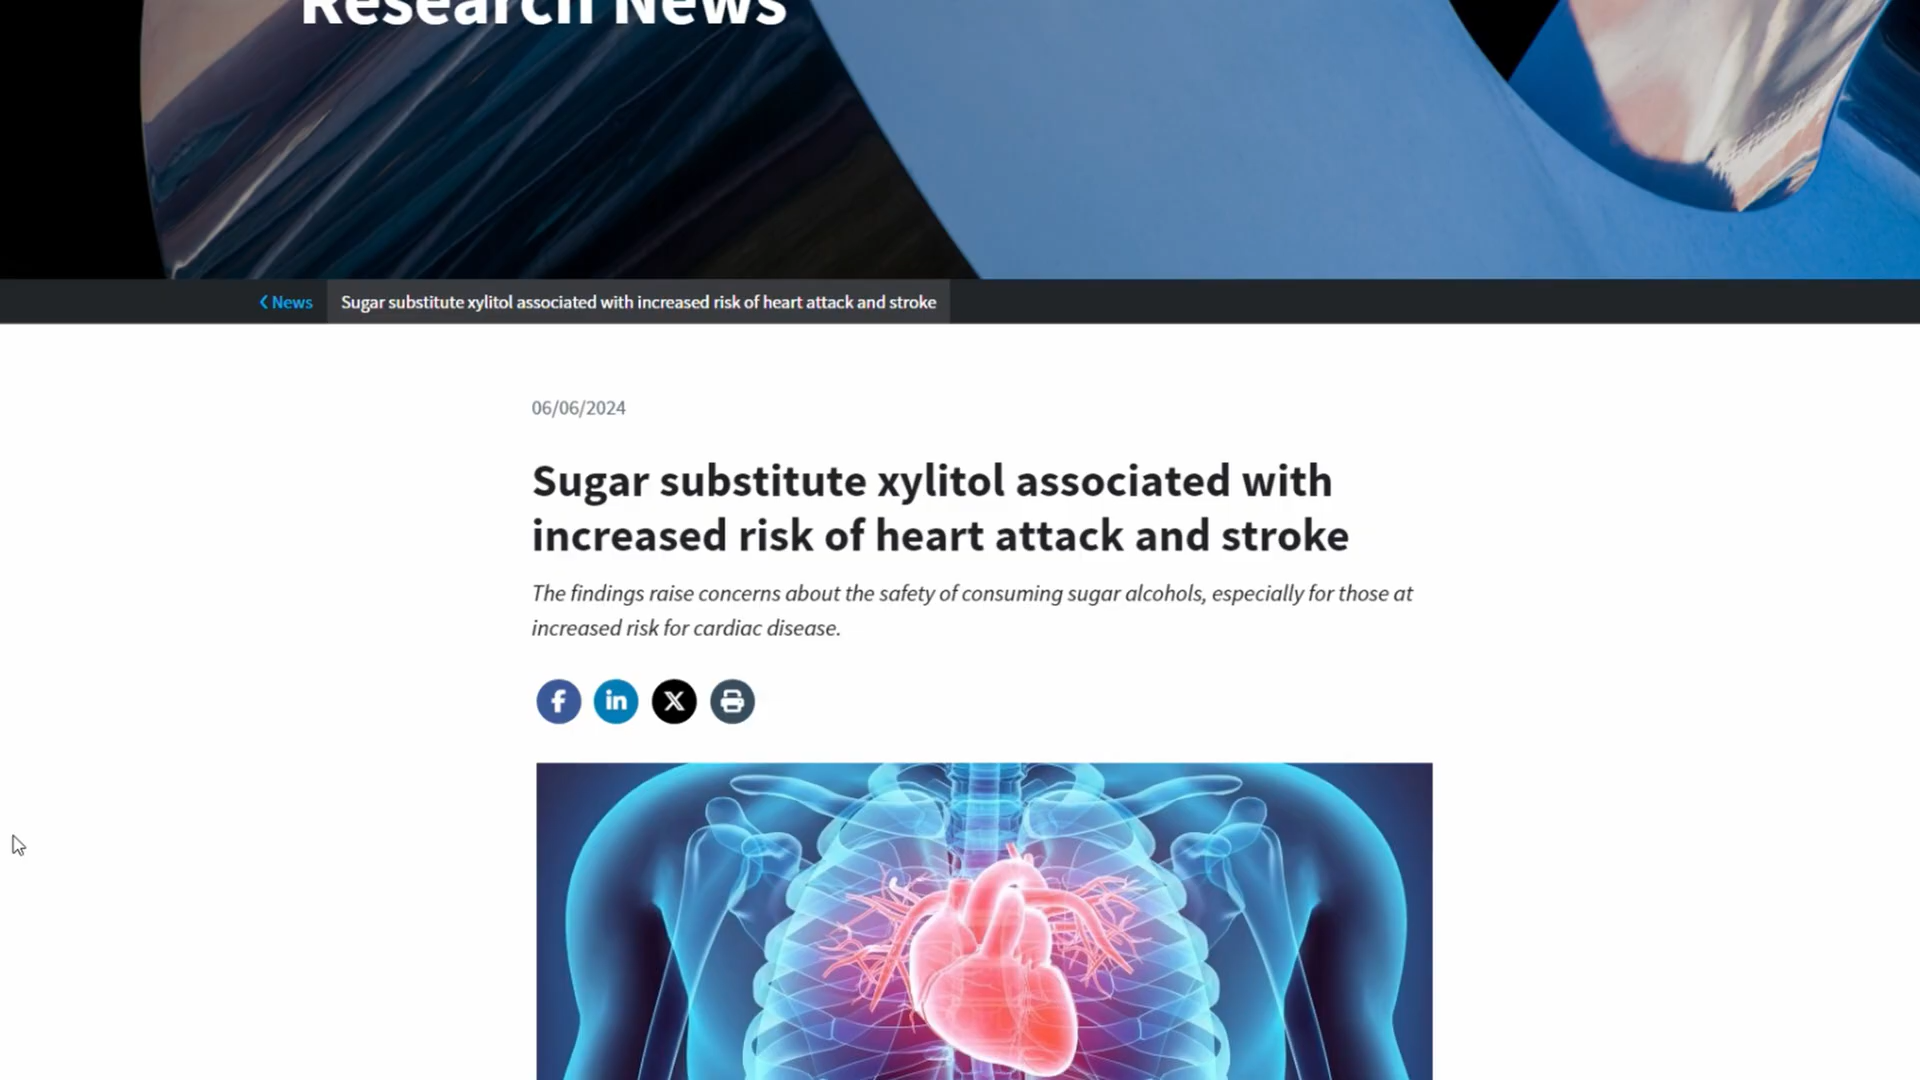 Research News
News
Sugar substitute xylitol associated with increased risk of heart attack and stroke
06/06/2024
Sugar substitute xylitol associated with
increased risk of heart attack and stroke
The findings raise concerns about the safety of consuming sugar alcohols, especially for those at
increased risk for cardiac disease.